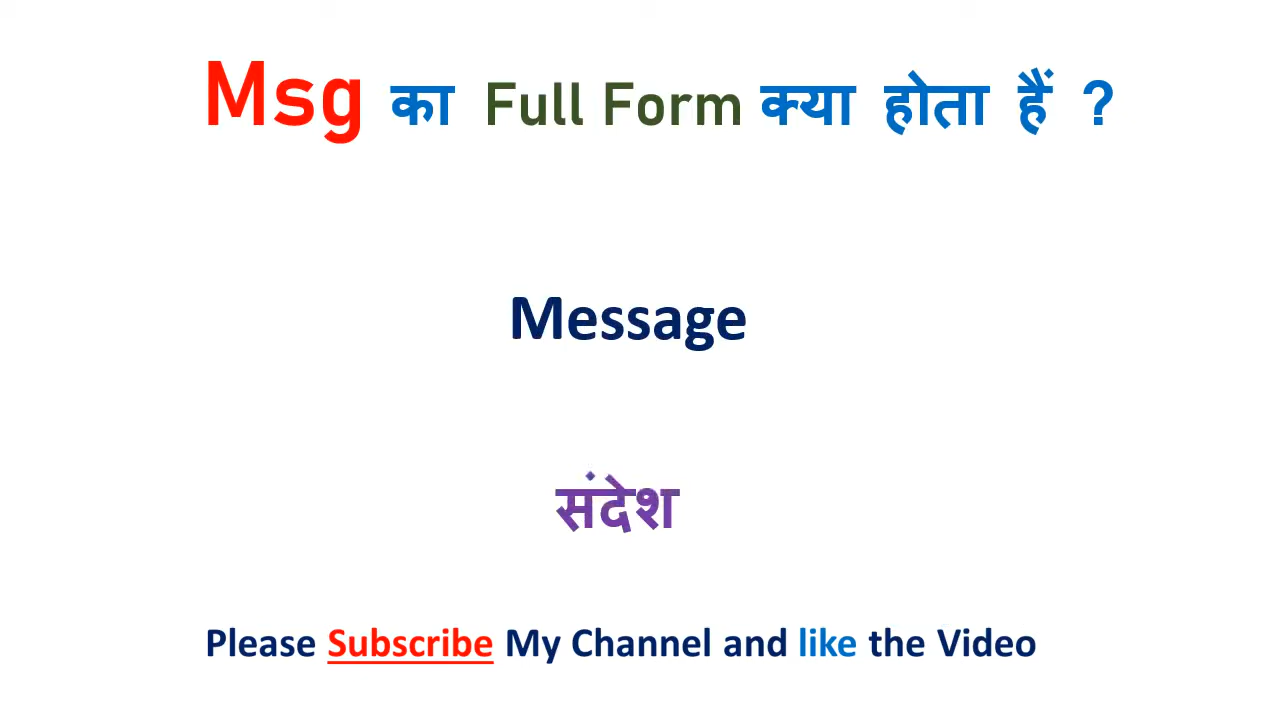 Msg का Full Form क्या होता हैं ?
Message
संदेश
Please Subscribe My Channel and like the Video